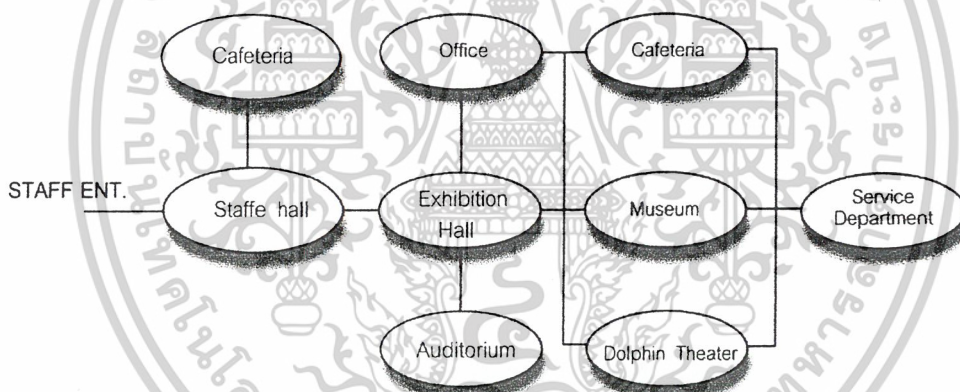 Cafeteria
Office
Cafeteria
STAFF ENT.
Staffe hall
Exhibition
Hall
Museum
Service
Department
Auditorium
Dolphin Theater